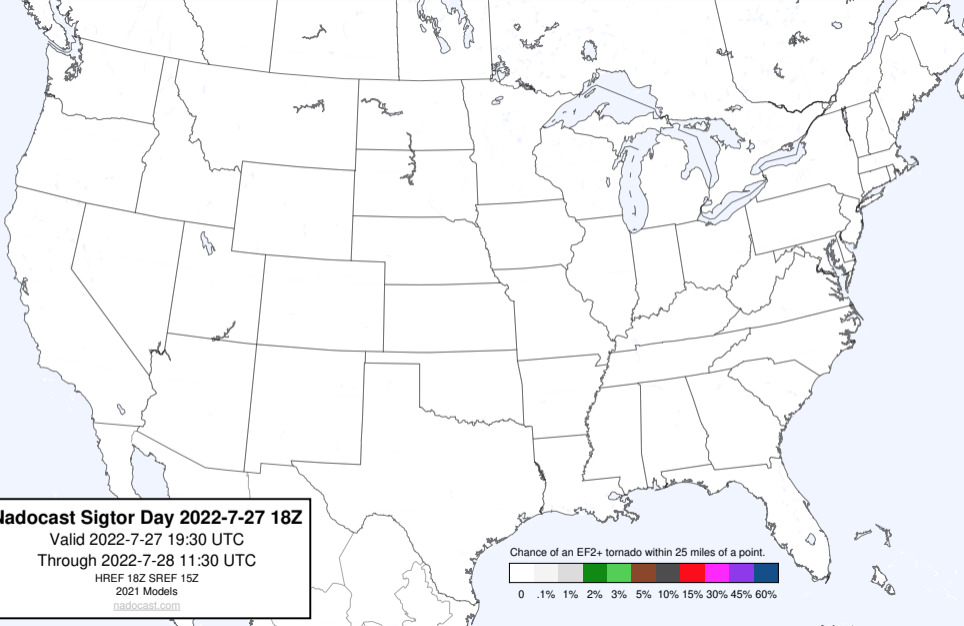 Nadocast Sigtor Day 2022-7-27 18Z
Valid 2022-7-27 19:30 UTC
Through 2022-7-28 11:30 UTC
HREF 18Z SREF 15Z
2021 Models
nadocast.com
Chance of an EF2+ tornado within 25 miles of a point.
0 .1% 1% 2% 3% 5% 10% 15% 30% 45% 60%